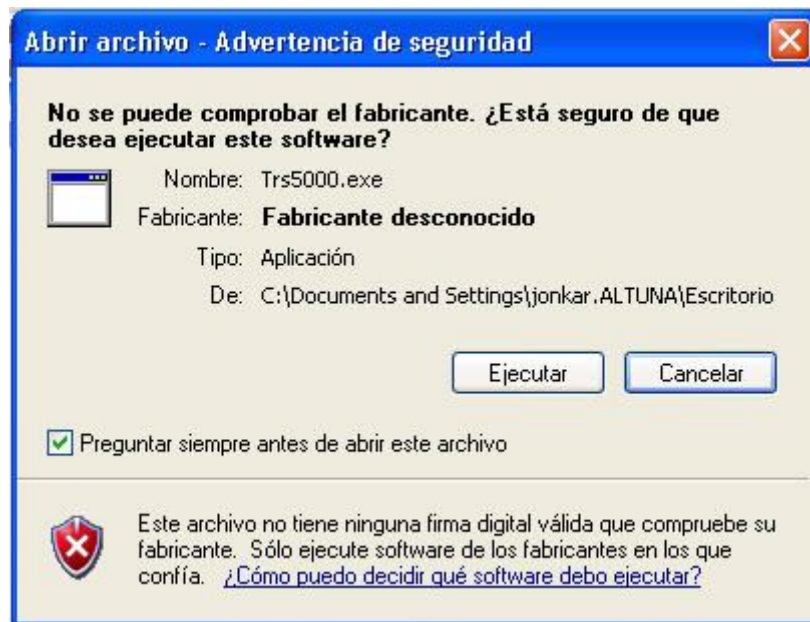 Abrir archivo - Advertencia de seguridad
No se puede comprobar el fabricante. ¿Está seguro de que
desea ejecutar este software?
Nombre: Trs5000.exe
Fabricante: Fabricante desconocido
Tipo: Aplicación
De: C:\Documents and Settings\jonkar.ALTUNA\Escritorio
Ejecutar Cancelar
Preguntar siempre antes de abrir este archivo
Este archivo no tiene ninguna firma digital válida que compruebe su
fabricante. Sólo ejecute software de los fabricantes en los que
confía. ¿Cómo puedo decidir qué software debo ejecutar?